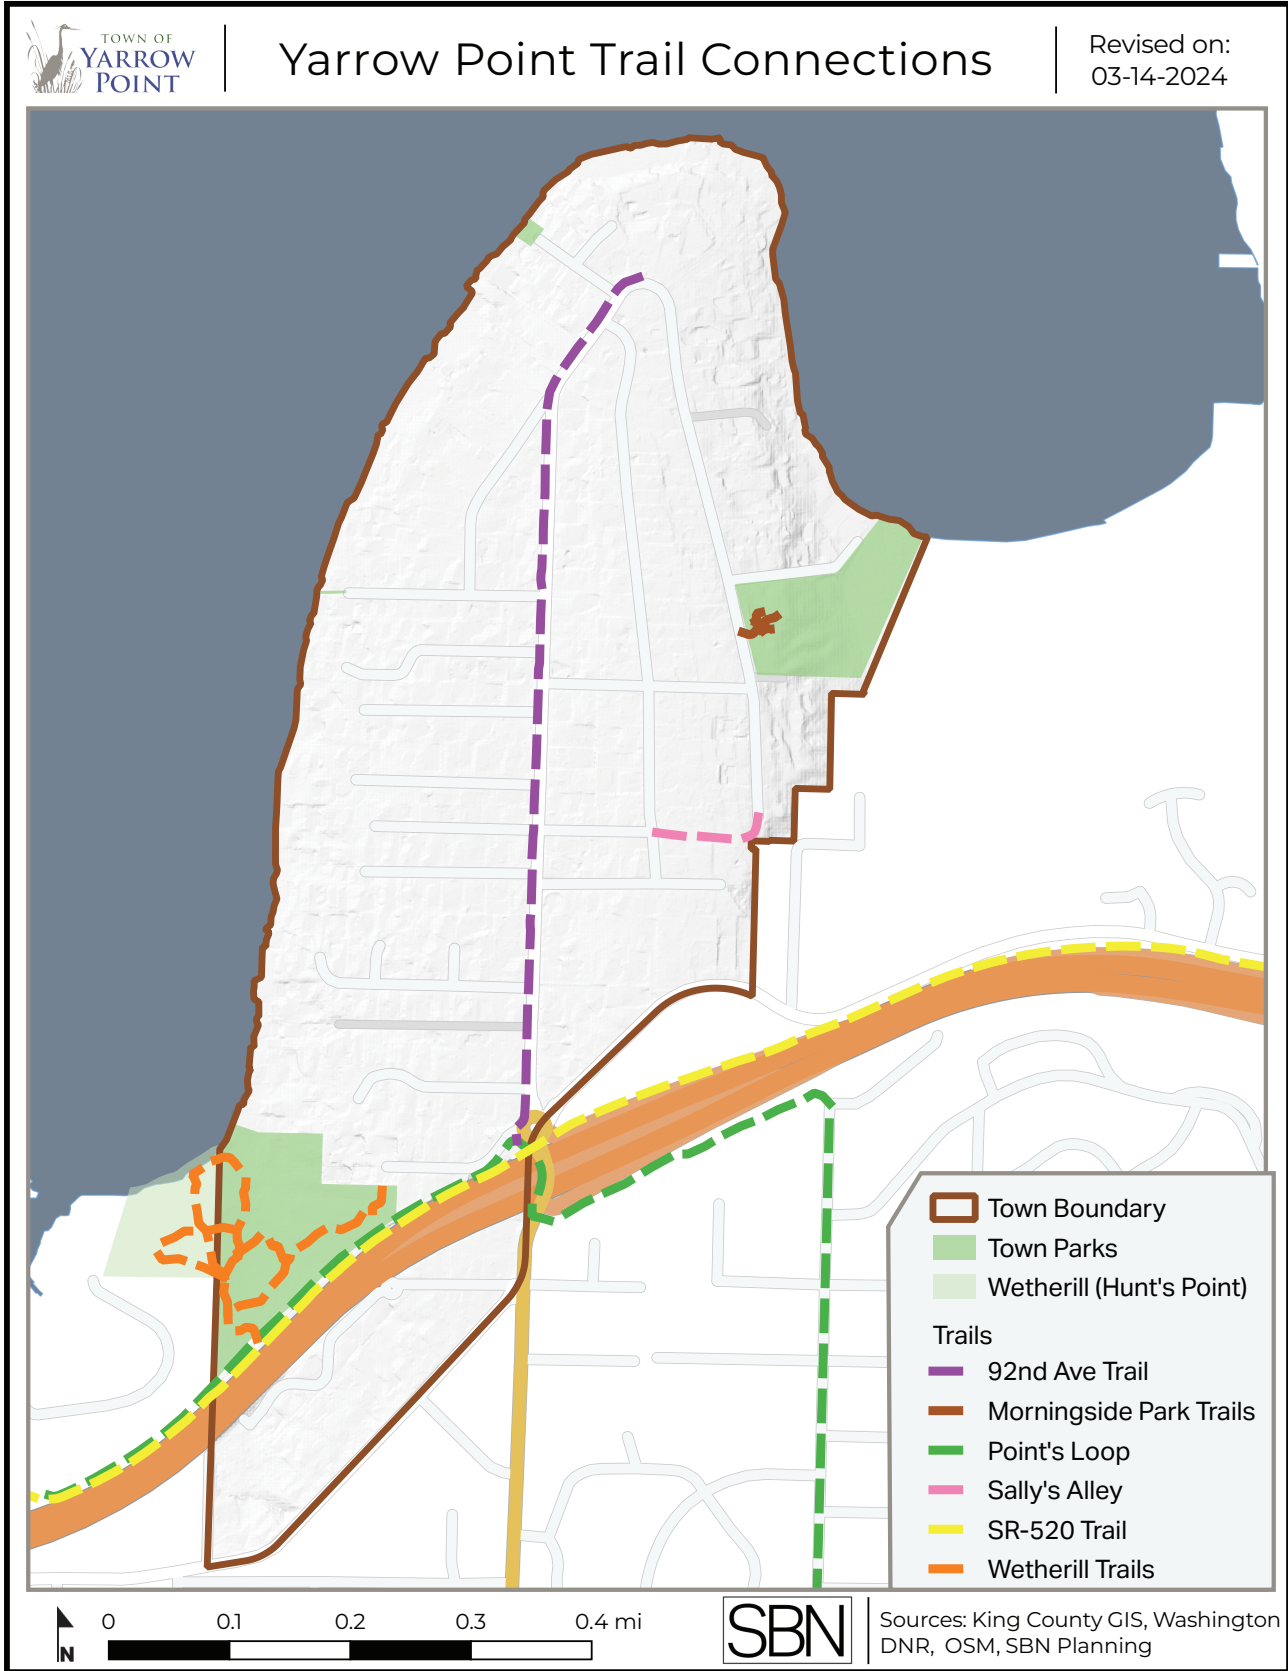 TOWN OF
YARROW
POINT
Yarrow Point Trail Connections
Revised on:
03-14-2024
Town Boundary
Town Parks
Wetherill (Hunt's Point)
Trails
92nd Ave Trail
Morningside Park Trails
Point's Loop
Sally's Alley
SR-520 Trail
Wetherill Trails
N
0 0.1 0.2 0.3 0.4 mi
SBN
Sources: King County GIS, Washington
DNR, OSM, SBN Planning